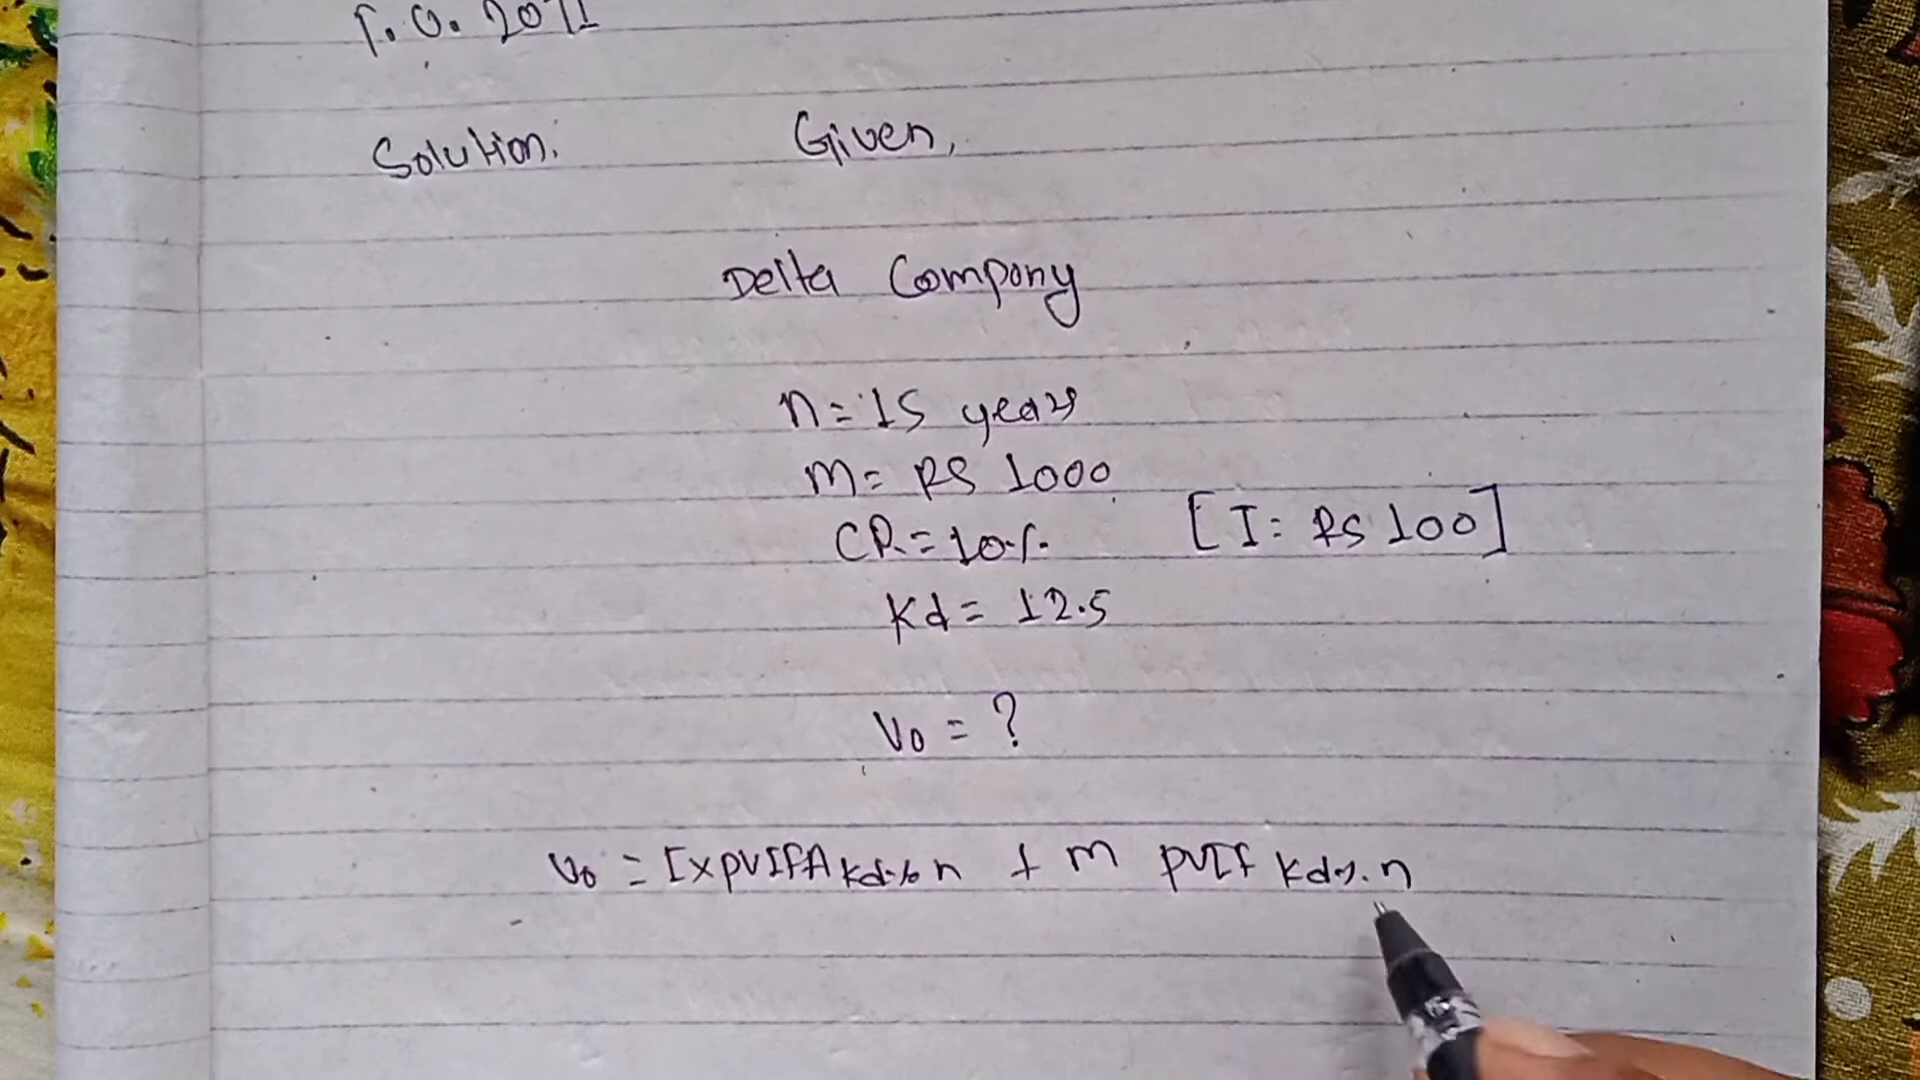 T.U. 2071
Solution. Given,
Delta Company
n = 15 years
m = RS 1000
CR = 10% [I = RS 100]
Kd = 12.5
V0 = ?
V0 = I×PVIFA kd% n + m PVIF kd%. n